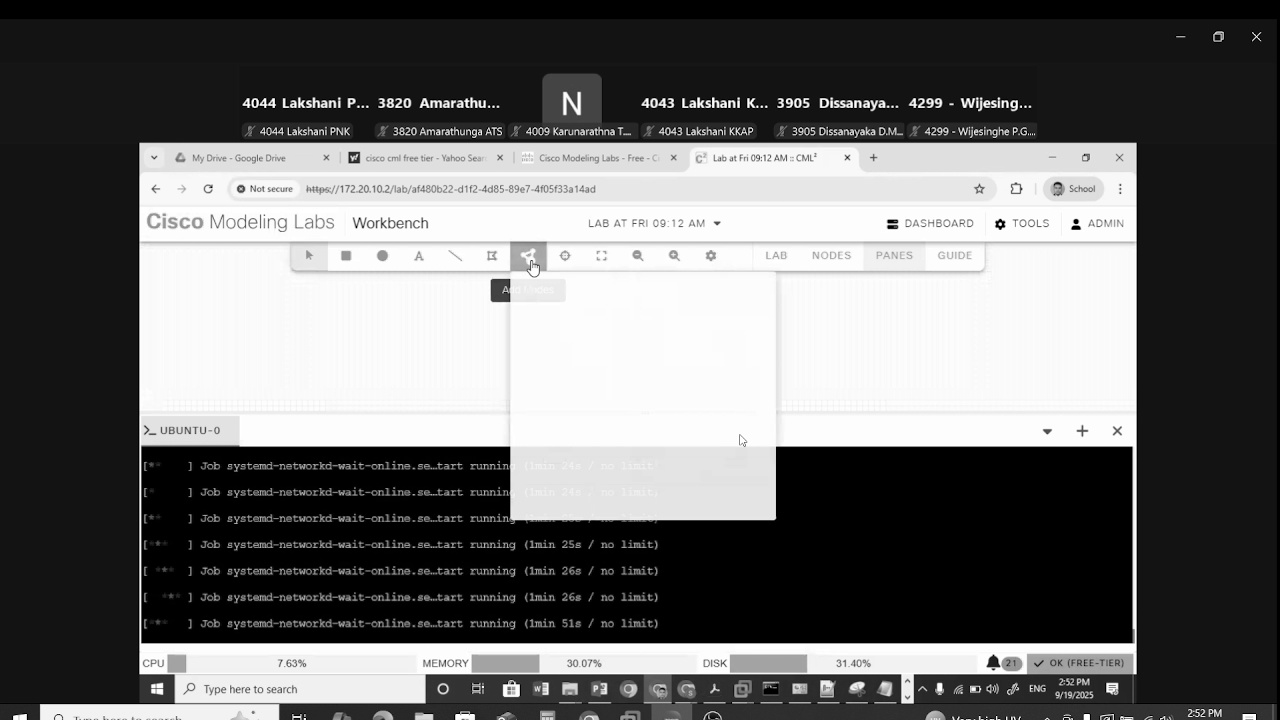 4044 Lakshani P... 3820 Amarathu... N 4043 Lakshani K... 3905 Dissanaya... 4299 - Wijesing...
4044 Lakshani PNK 3820 Amarathunga ATS 4009 Karunarathna T... 4043 Lakshani KKAP 3905 Dissanayaka D.M... 4299 - Wijesinghe P.G....
My Drive - Google Drive cisco cml free tier - Yahoo Sear Cisco Modeling Labs - Free - C Lab at Fri 09:12 AM :: CML²
Not secure https://172.20.10.2/lab/af480b22-d1f2-4d85-89e7-4f05f33a14ad School
Cisco Modeling Labs Workbench LAB AT FRI 09:12 AM DASHBOARD TOOLS ADMIN
A LAB NODES PANES GUIDE
Add Nodes
>_ UBUNTU-0
[** ] Job systemd-networkd-wait-online.se…tart running (1min 24s / no limit)
[* ] Job systemd-networkd-wait-online.se…tart running (1min 24s / no limit)
[** ] Job systemd-networkd-wait-online.se…tart running (1min 25s / no limit)
[*** ] Job systemd-networkd-wait-online.se…tart running (1min 25s / no limit)
[ *** ] Job systemd-networkd-wait-online.se…tart running (1min 26s / no limit)
[  *** ] Job systemd-networkd-wait-online.se…tart running (1min 26s / no limit)
[*** ] Job systemd-networkd-wait-online.se…tart running (1min 51s / no limit)
CPU 7.63% MEMORY 30.07% DISK 31.40% 21 OK (FREE-TIER)
Type here to search ENG 2:52 PM
9/19/2025
Type here to search 2:52 PM